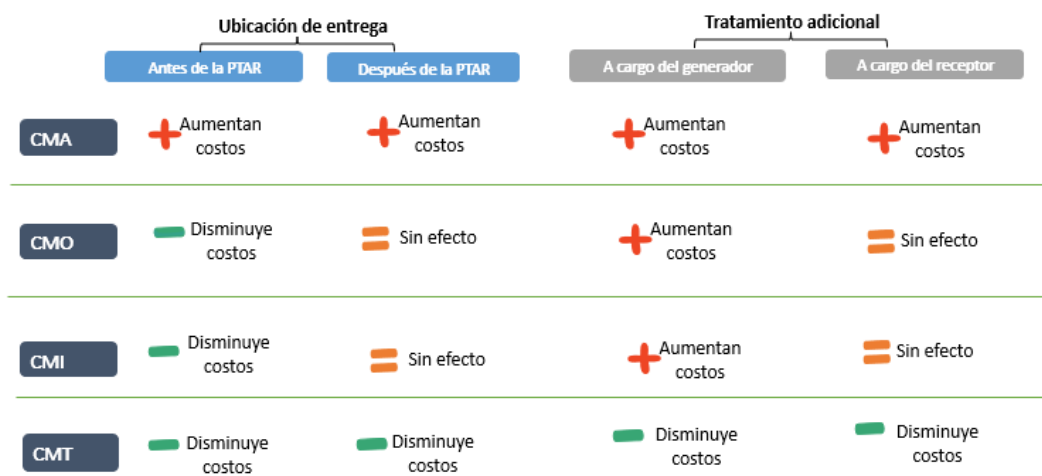 Ubicación de entrega
Tratamiento adicional
Antes de la PTAR
Después de la PTAR
A cargo del generador
A cargo del receptor
CMA
Aumentan
costos
Aumentan
costos
Aumentan
costos
Aumentan
costos
CMO
Disminuye
costos
Sin efecto
Aumentan
costos
Sin efecto
CMI
Disminuye
costos
Sin efecto
Aumentan
costos
Sin efecto
CMT
Disminuye
costos
Disminuye
costos
Disminuye
costos
Disminuye
costos